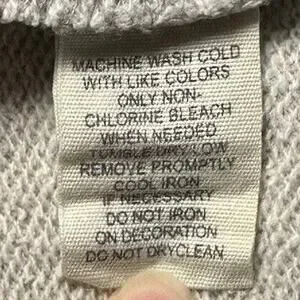 MACHINE WASH COLD
WITH LIKE COLORS
ONLY NON-
CHLORINE BLEACH
WHEN NEEDED
TUMBLE DRY LOW
REMOVE PROMPTLY
COOL IRON
IF NECESSARY
DO NOT IRON
ON DECORATION
DO NOT DRYCLEAN